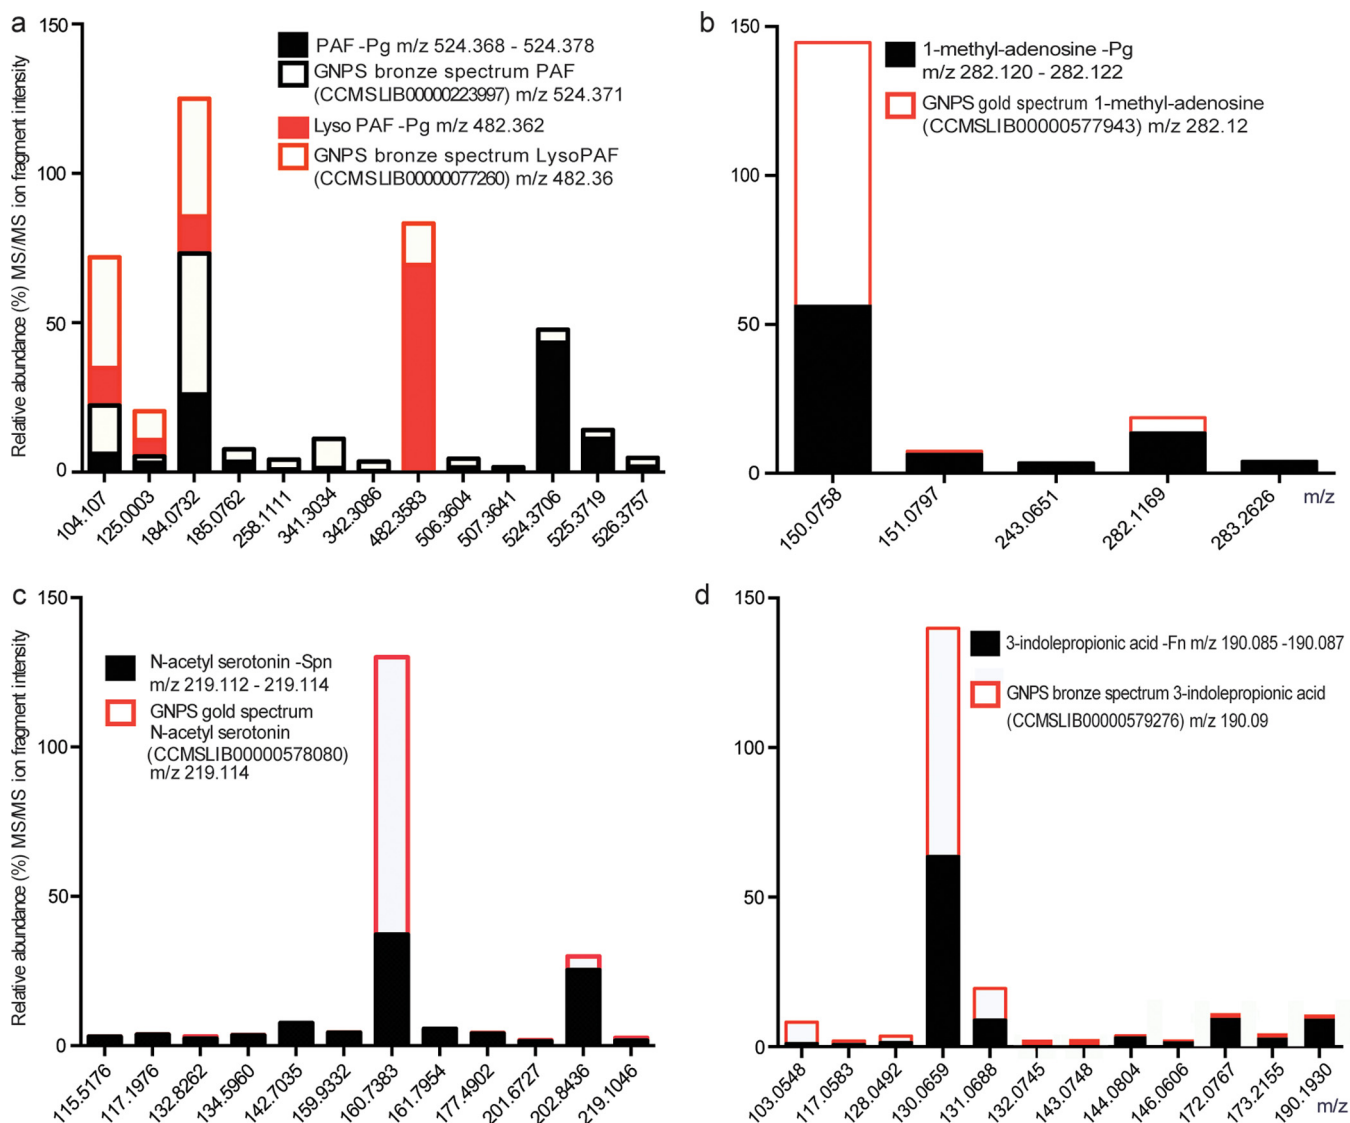 a
150
100
50
0
Relative abundance (%) MS/MS ion fragment intensity
PAF -Pg m/z 524.368 - 524.378
GNPS bronze spectrum PAF
(CCMSLIB00000223997) m/z 524.371
Lyso PAF -Pg m/z 482.362
GNPS bronze spectrum LysoPAF
(CCMSLIB00000077260) m/z 482.36
104.107
125.0003
184.0732
185.0762
258.1111
341.3034
342.3086
482.3583
506.3604
507.3641
524.3706
525.3719
526.3757
b
150
100
50
0
1-methyl-adenosine -Pg
m/z 282.120 - 282.122
GNPS gold spectrum 1-methyl-adenosine
(CCMSLIB00000577943) m/z 282.12
150.0758
151.0797
243.0651
282.1169
283.2626
m/z
c
150
100
50
0
Relative abundance (%) MS/MS ion fragment intensity
N-acetyl serotonin -Spn
m/z 219.112 - 219.114
GNPS gold spectrum
N-acetyl serotonin
(CCMSLIB00000578080)
m/z 219.114
115.5176
117.1976
132.8262
134.5960
142.7035
159.9332
160.7383
161.7954
177.4902
201.6727
202.8436
219.1046
d
150
100
50
0
3-indolepropionic acid -Fn m/z 190.085 -190.087
GNPS bronze spectrum 3-indolepropionic acid
(CCMSLIB00000579276) m/z 190.09
103.0548
117.0583
128.0492
130.0659
131.0688
132.0745
143.0748
144.0804
146.0606
172.0767
173.2155
190.1930
m/z